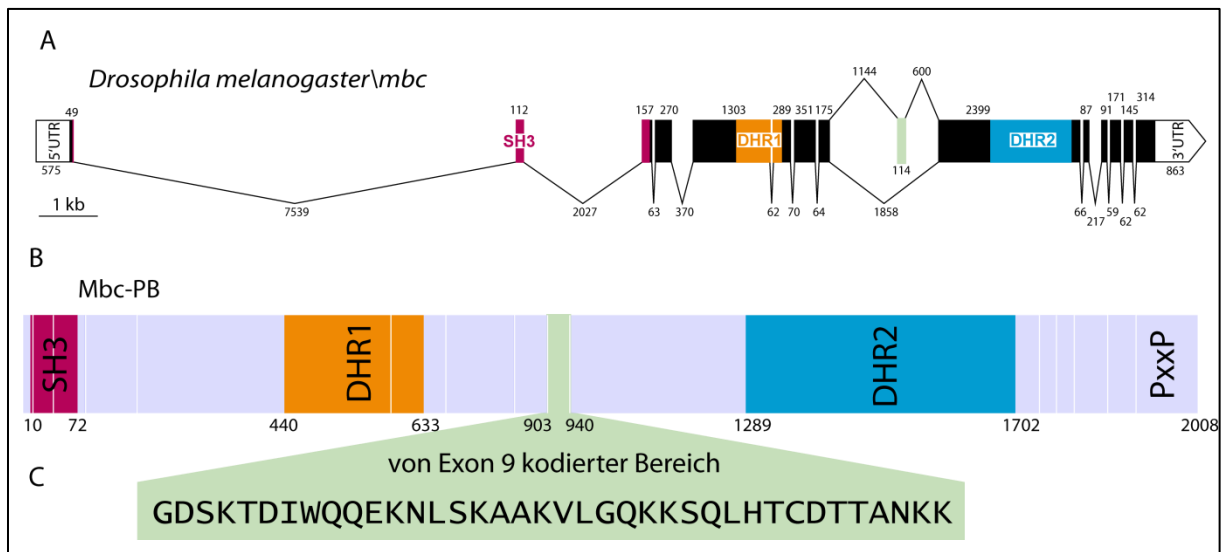 A
Drosophila melanogaster\mbc
1144 600
49 112 157 270 1303 289 351 175 2399 87 91 171 145 314
5'UTR SH3 DHR1 DHR2 3'UTR
575 114 863
1 kb
7539 2027 63 370 62 70 64 1858 66 217 59 62 62
B
Mbc-PB
SH3 DHR1 DHR2 PxxP
10 72 440 633 903 940 1289 1702 2008
von Exon 9 kodierter Bereich
C
GDSKTDIWQQEKNLSKAAKVLGQKKSQLHTCDTTANKK